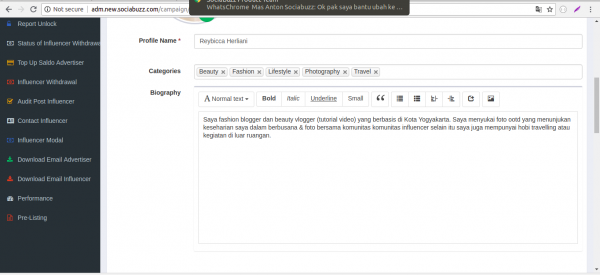 Sociabuzz Product Team
WhatsChrome Mas Anton Sociabuzz: Ok pak saya bantu ubah ke ...
Not secure | adm.new.sociabuzz.com/campaign/
Report Unlock
Status of Influencer Withdrawa
Top Up Saldo Advertiser
Influencer Withdrawal
Audit Post Influencer
Contact Influencer
Influencer Modal
Download Email Advertiser
Download Email Influencer
Performance
Pre-Listing
Profile Name *
Reybicca Herliani
Categories
Beauty × Fashion × Lifestyle × Photography × Travel ×
Biography
A Normal text Bold Italic Underline Small
Saya fashion blogger dan beauty vlogger (tutorial video) yang berbasis di Kota Yogyakarta. Saya menyukai foto ootd yang menunjukan
keseharian saya dalam berbusana & foto bersama komunitas komunitas influencer selain itu saya juga mempunyai hobi travelling atau
kegiatan di luar ruangan.